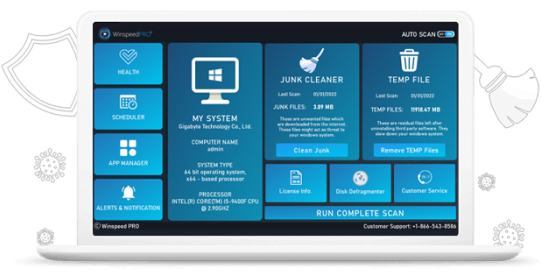 WinspeedPRO
AUTO SCAN
HEALTH
SCHEDULER
APP MANAGER
ALERTS & NOTIFICATION
MY SYSTEM
Gigabyte Technology Co., Ltd.
COMPUTER NAME
admin
SYSTEM TYPE
64 bit operating system,
x64 - based processor
PROCESSOR
INTEL(R) CORE(TM) I5-9400F CPU
@ 2.90GHZ
JUNK CLEANER
Last Scan: 01/01/2022
JUNK FILES: 3.89 MB
These are unwanted files which
are downloaded from the internet .
These files might act as threat to
your windows system.
Clean Junk
TEMP FILE
Last Scan: 01/01/2022
TEMP FILES: 11918.47 MB
These are residual files left after
uninstalling third party software. They
slow down your windows system.
Remove TEMP Files
License Info.
Disk Defragmenter
Customer Service
RUN COMPLETE SCAN
© Winspeed PRO
Customer Support: +1-866-543-8586